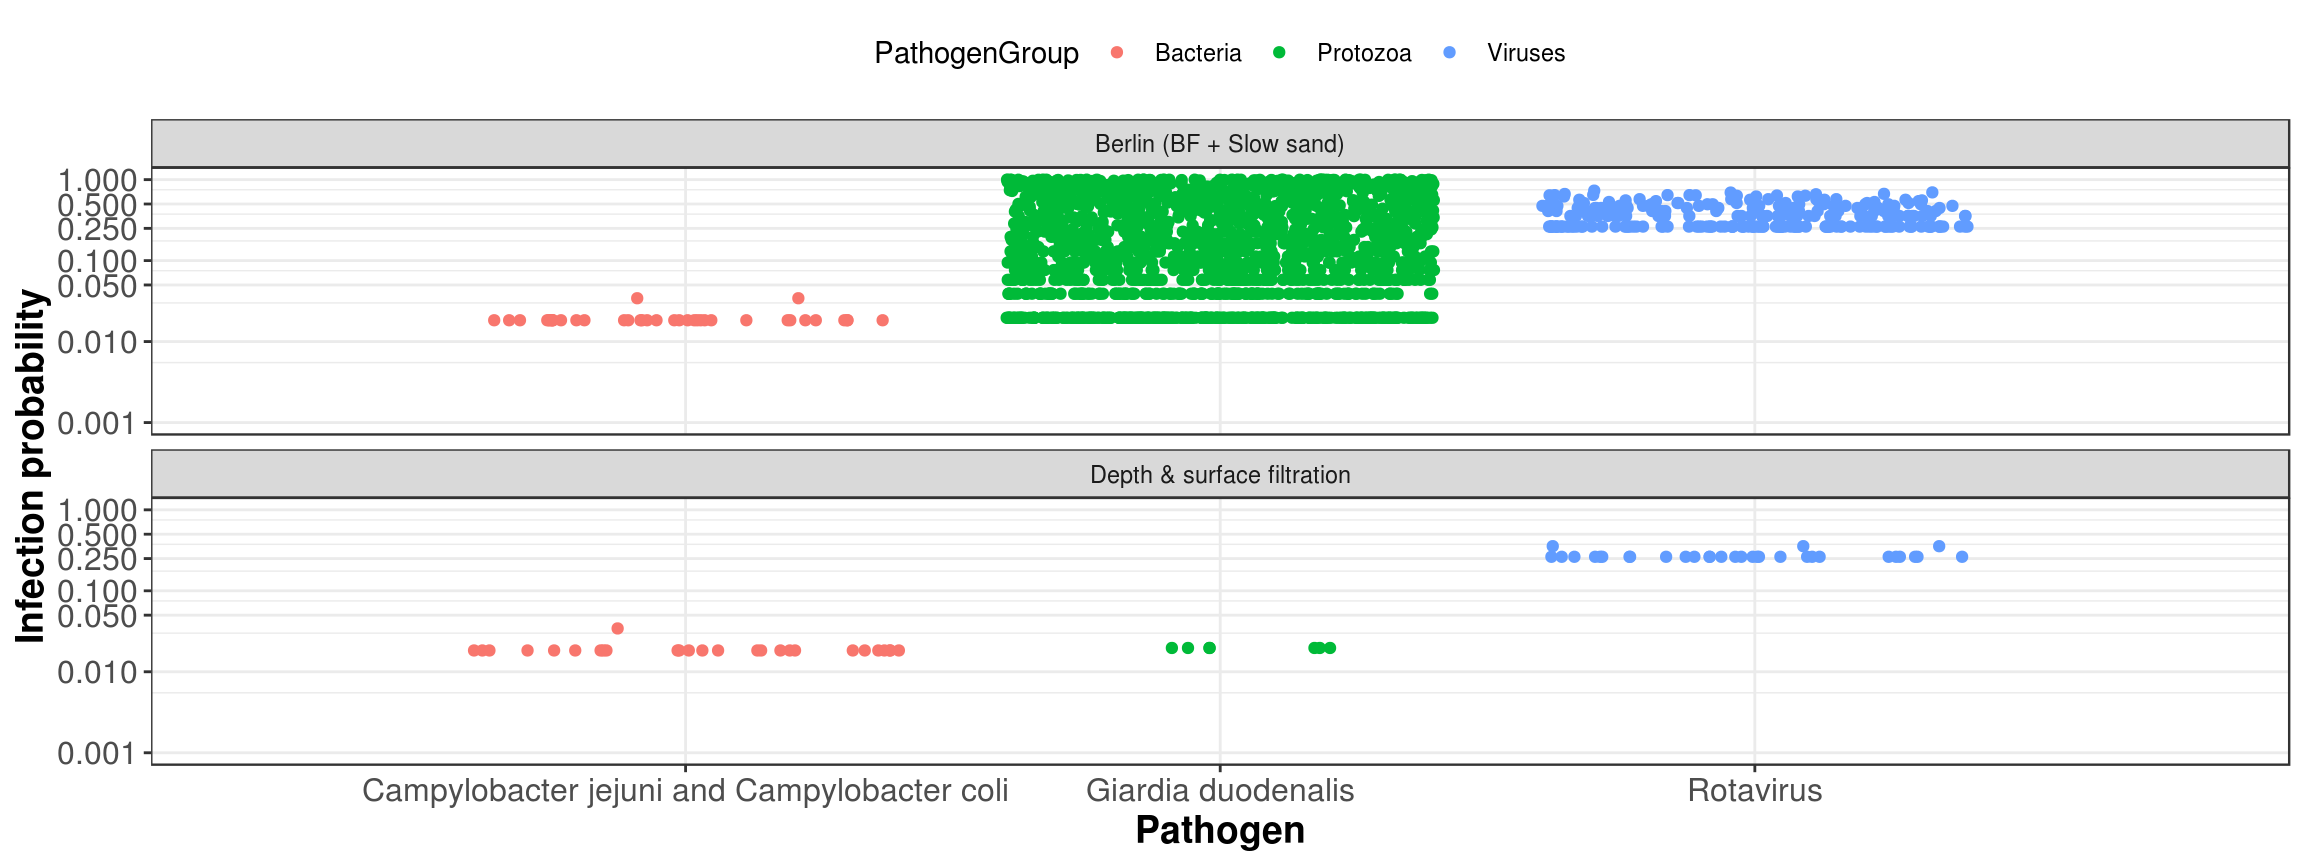 PathogenGroup Bacteria Protozoa Viruses
Berlin (BF + Slow sand)
1.000
0.500
0.250
0.100
0.050
0.010
0.001
Infection probability
Depth & surface filtration
1.000
0.500
0.250
0.100
0.050
0.010
0.001
Campylobacter jejuni and Campylobacter coli Giardia duodenalis Rotavirus
Pathogen